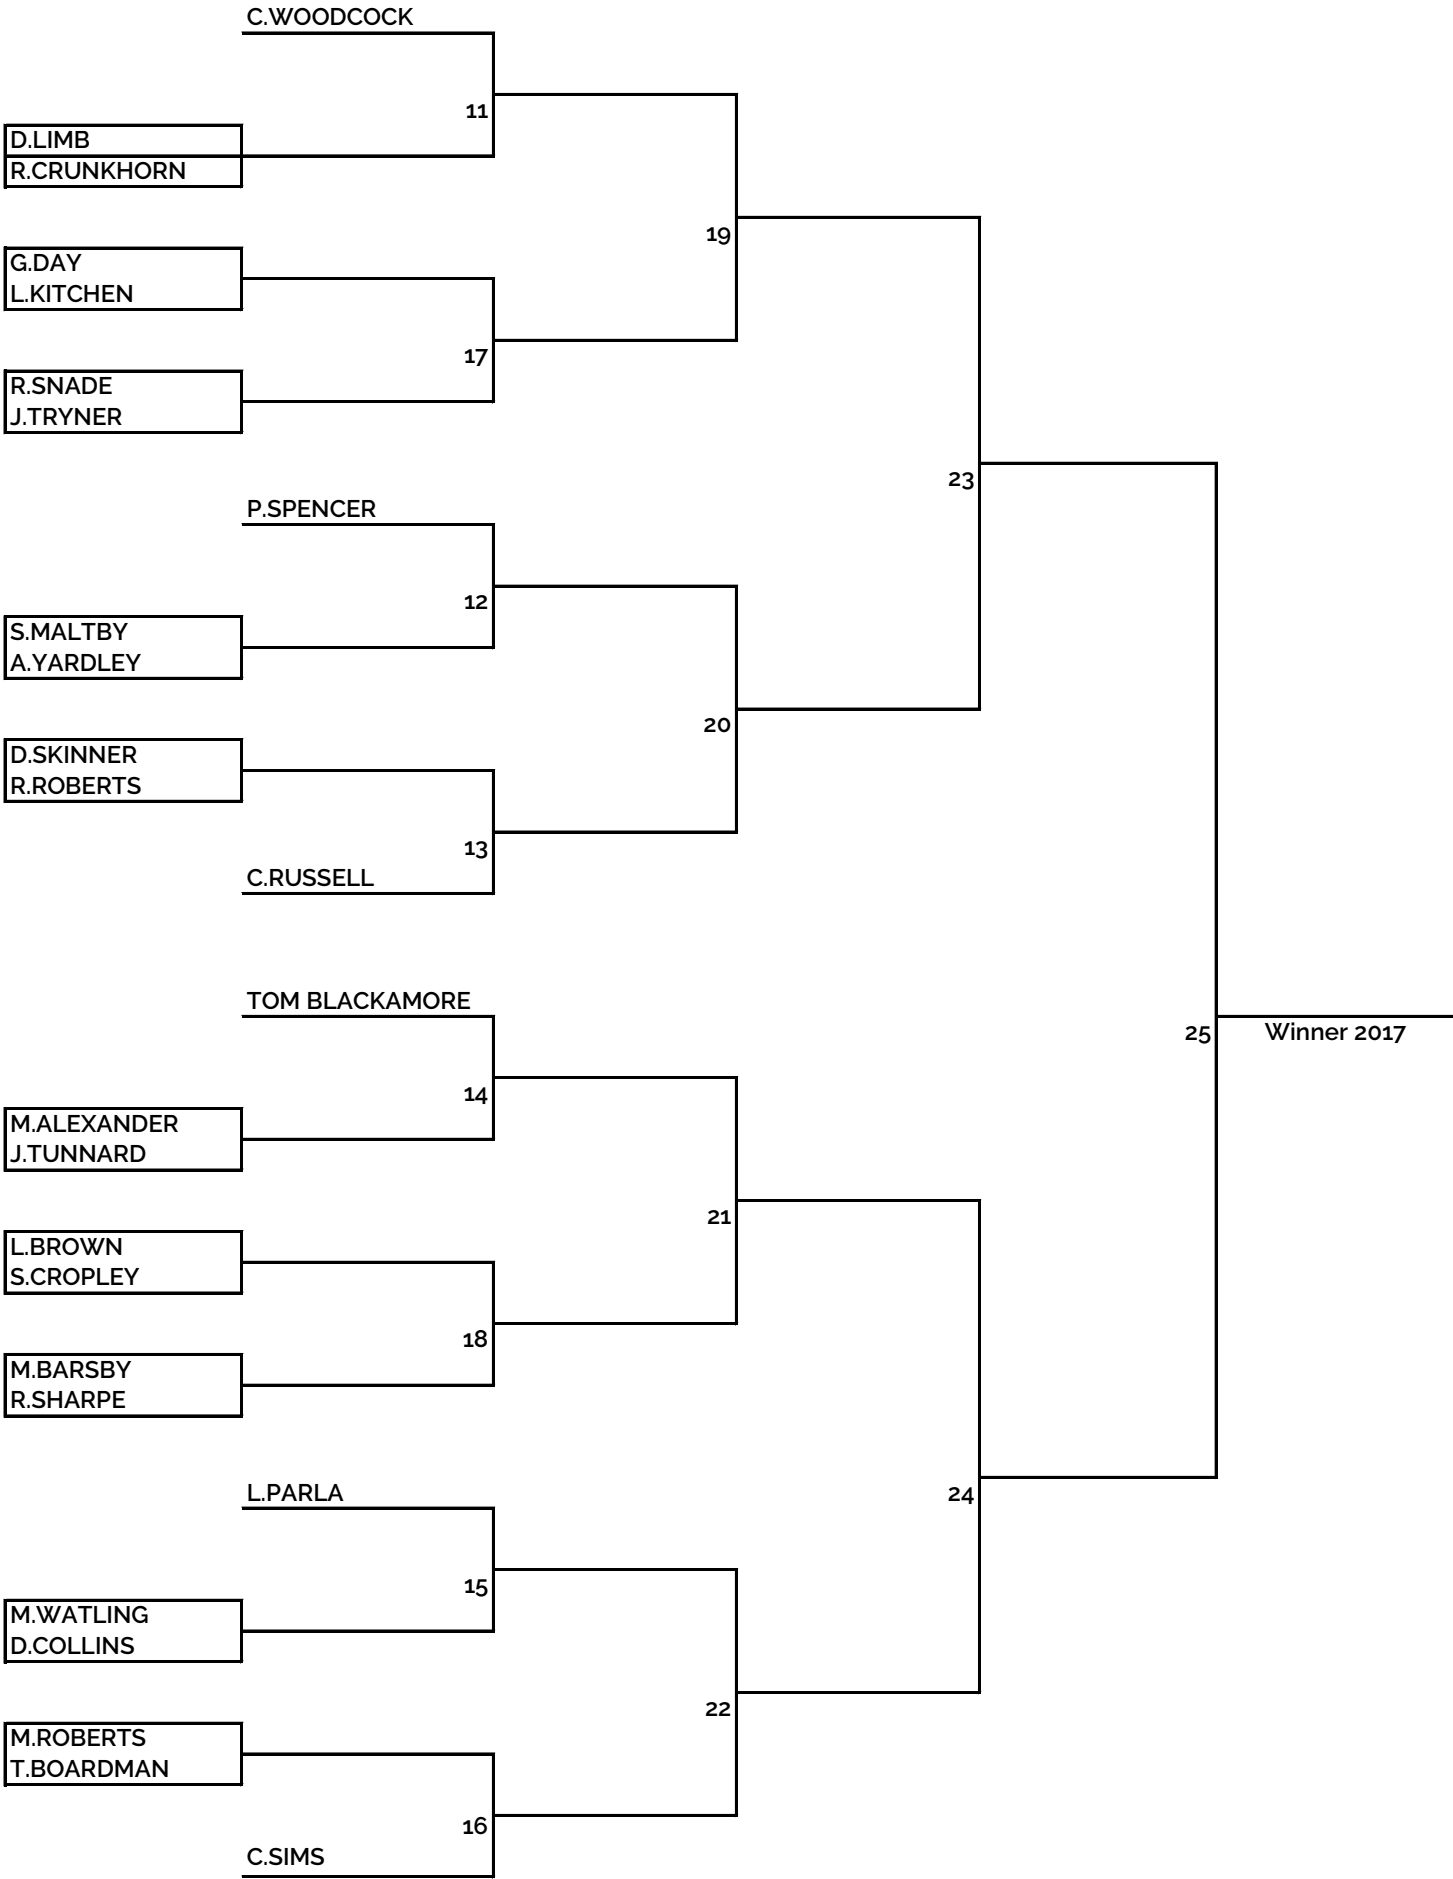 C.WOODCOCK
11
D.LIMB
R.CRUNKHORN
19
G.DAY
L.KITCHEN
17
R.SNADE
J.TRYNER
23
P.SPENCER
12
S.MALTBY
A.YARDLEY
20
D.SKINNER
R.ROBERTS
13
C.RUSSELL
TOM BLACKAMORE
25 Winner 2017
14
M.ALEXANDER
J.TUNNARD
21
L.BROWN
S.CROPLEY
18
M.BARSBY
R.SHARPE
L.PARLA
24
15
M.WATLING
D.COLLINS
22
M.ROBERTS
T.BOARDMAN
16
C.SIMS